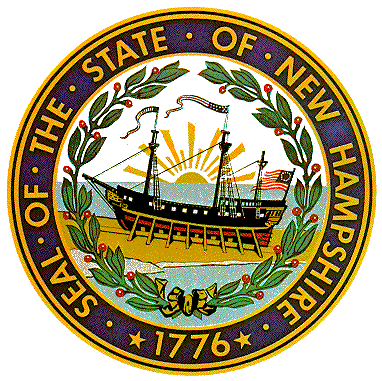 SEAL · OF · THE · STATE · OF · NEW HAMPSHIRE
1776